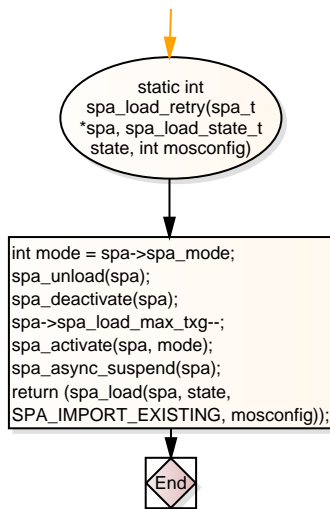 static int
spa_load_retry(spa_t
*spa, spa_load_state_t
state, int mosconfig)
int mode = spa->spa_mode;
spa_unload(spa);
spa_deactivate(spa);
spa->spa_load_max_txg--;
spa_activate(spa, mode);
spa_async_suspend(spa);
return (spa_load(spa, state,
SPA_IMPORT_EXISTING, mosconfig));
End